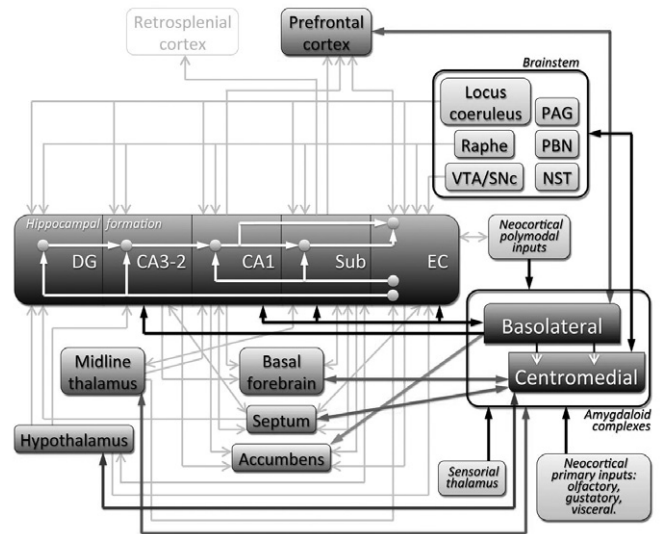 Retrosplenial
cortex
Prefrontal
cortex
Brainstem
Locus
coeruleus
PAG
Raphe
PBN
VTA/SNc
NST
Hippocampal formation
DG
CA3-2
CA1
Sub
EC
Neocortical
polymodal
inputs
Basolateral
Centromedial
Amygdaloid
complexes
Midline
thalamus
Basal
forebrain
Septum
Hypothalamus
Accumbens
Sensorial
thalamus
Neocortical
primary inputs:
olfactory,
gustatory,
visceral.